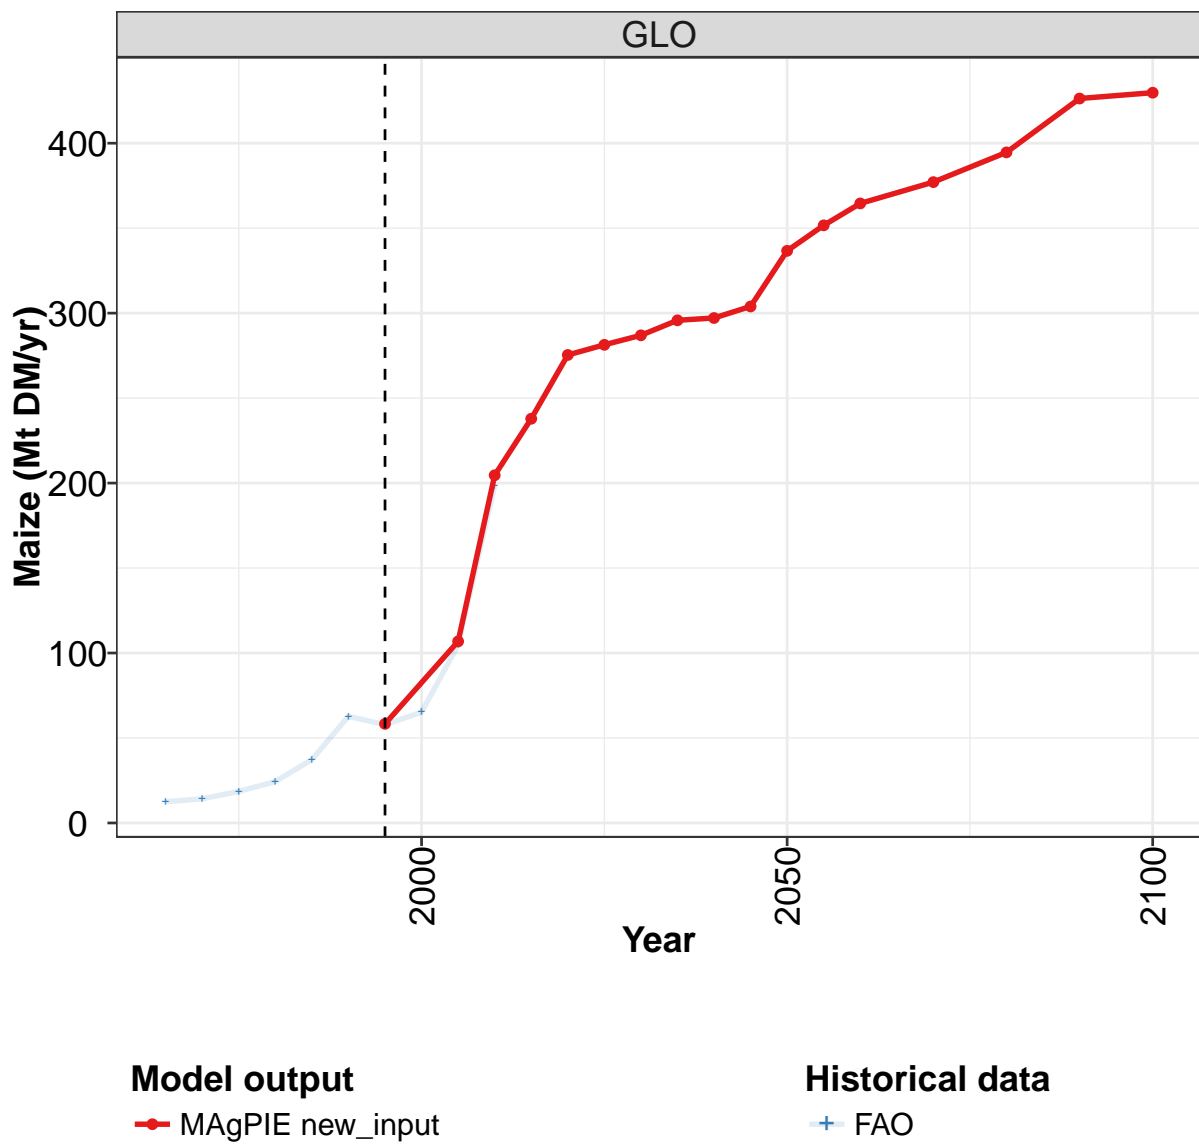 GLO
400
300
200
100
0
Maize (Mt DM/yr)
2000
2050
2100
Year
Model output
MAgPIE new_input
Historical data
FAO